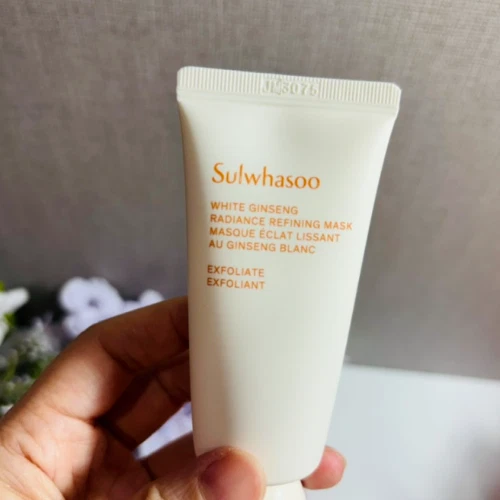 Sulwhasoo
WHITE GINSENG
RADIANCE REFINING MASK
MASQUE ÉCLAT LISSANT
AU GINSENG BLANC
EXFOLIATE
EXFOLIANT